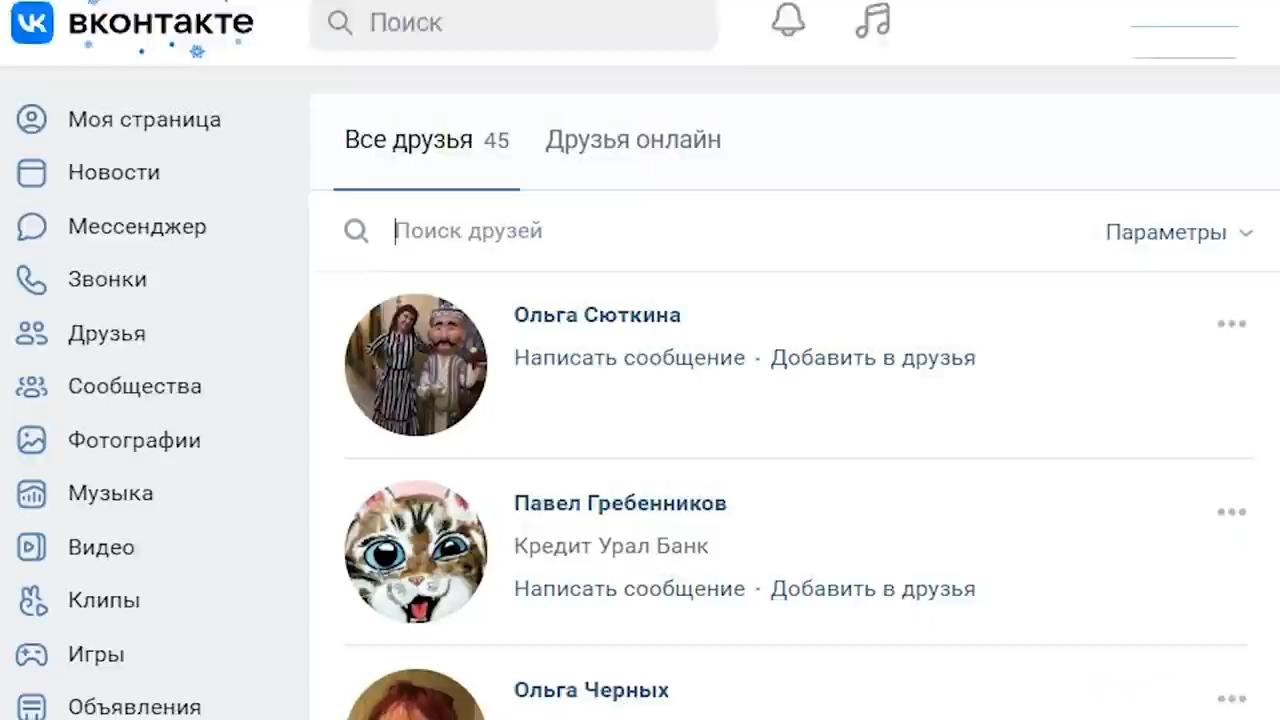 вконтакте
Поиск
Моя страница
Новости
Мессенджер
Звонки
Друзья
Сообщества
Фотографии
Музыка
Видео
Клипы
Игры
Объявления
Все друзья 45 Друзья онлайн
Поиск друзей
Параметры
Ольга Сюткина
Написать сообщение · Добавить в друзья
Павел Гребенников
Кредит Урал Банк
Написать сообщение · Добавить в друзья
Ольга Черных